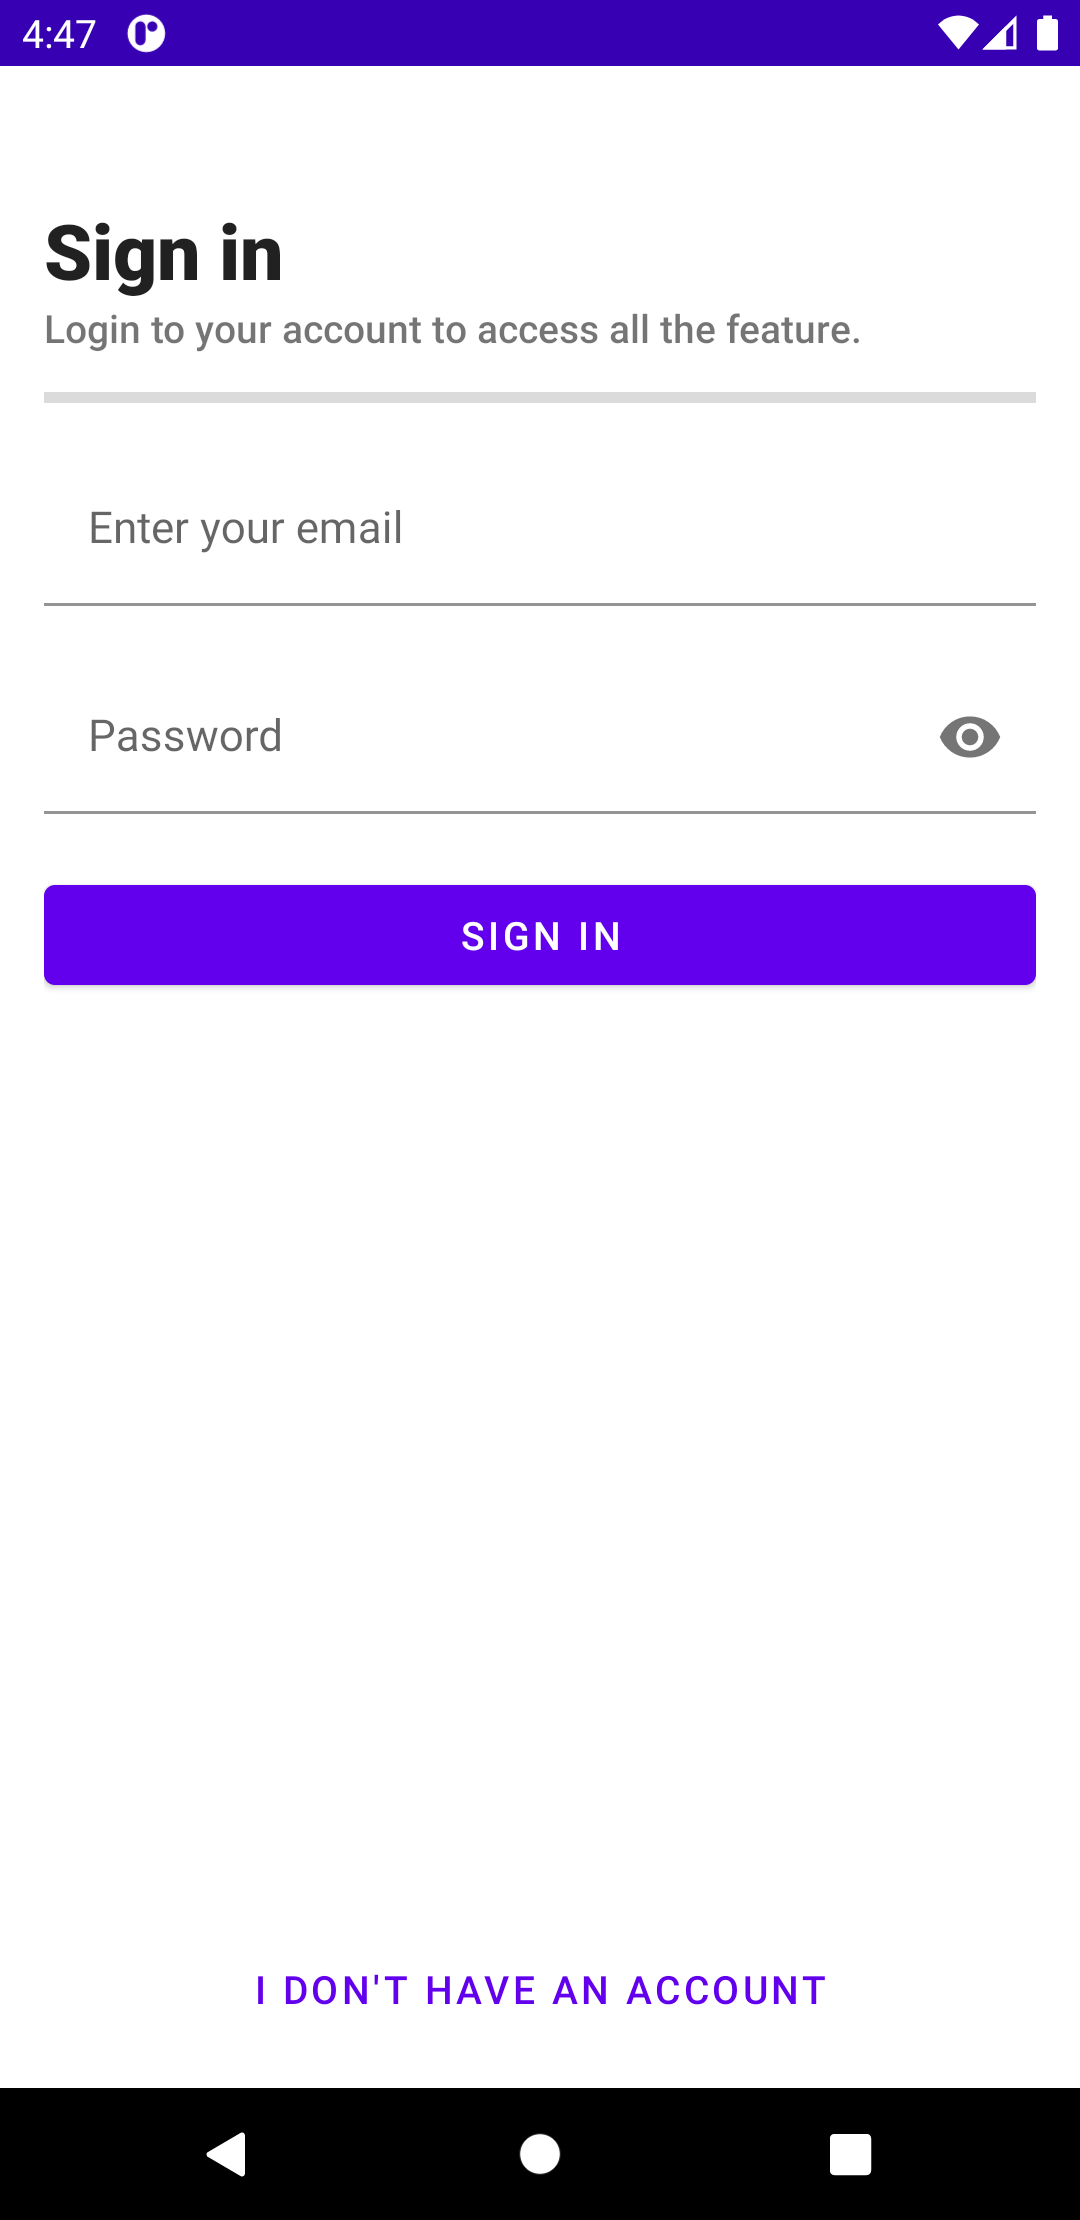 4:47
Sign in
Login to your account to access all the feature.
Enter your email
Password
SIGN IN
I DON'T HAVE AN ACCOUNT